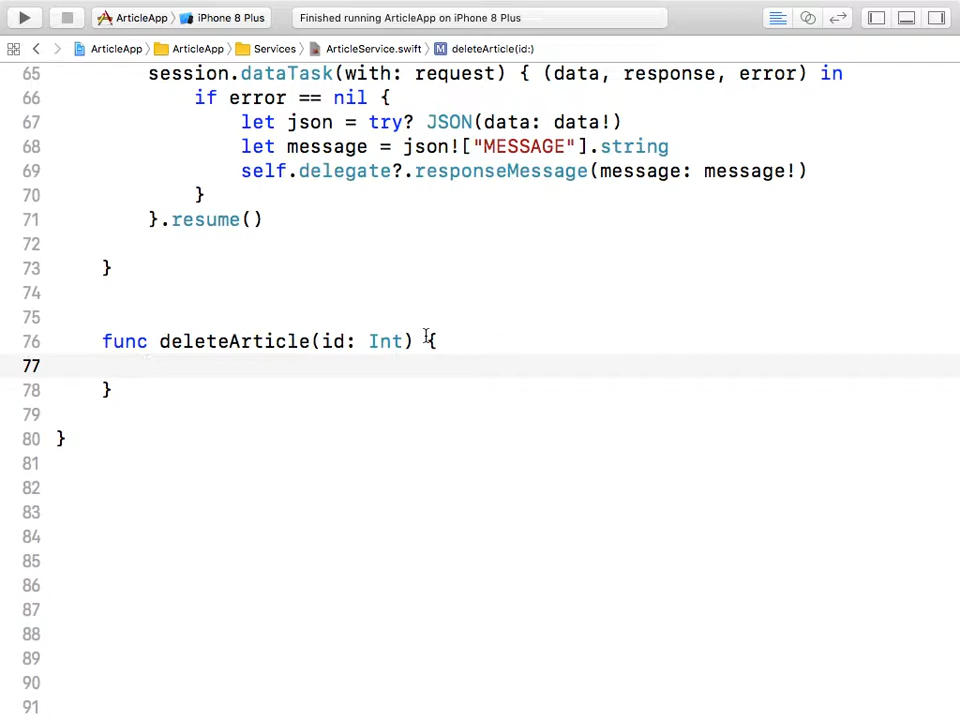 ArticleApp iPhone 8 Plus Finished running ArticleApp on iPhone 8 Plus
ArticleApp ArticleApp Services ArticleService.swift M deleteArticle(id:)
65 session.dataTask(with: request) { (data, response, error) in
66 if error == nil {
67 let json = try? JSON(data: data!)
68 let message = json!["MESSAGE"].string
69 self.delegate?.responseMessage(message: message!)
70 }
71 }.resume()
72
73 }
74
75
76 func deleteArticle(id: Int) {
77
78 }
79
80 }
81
82
83
84
85
86
87
88
89
90
91